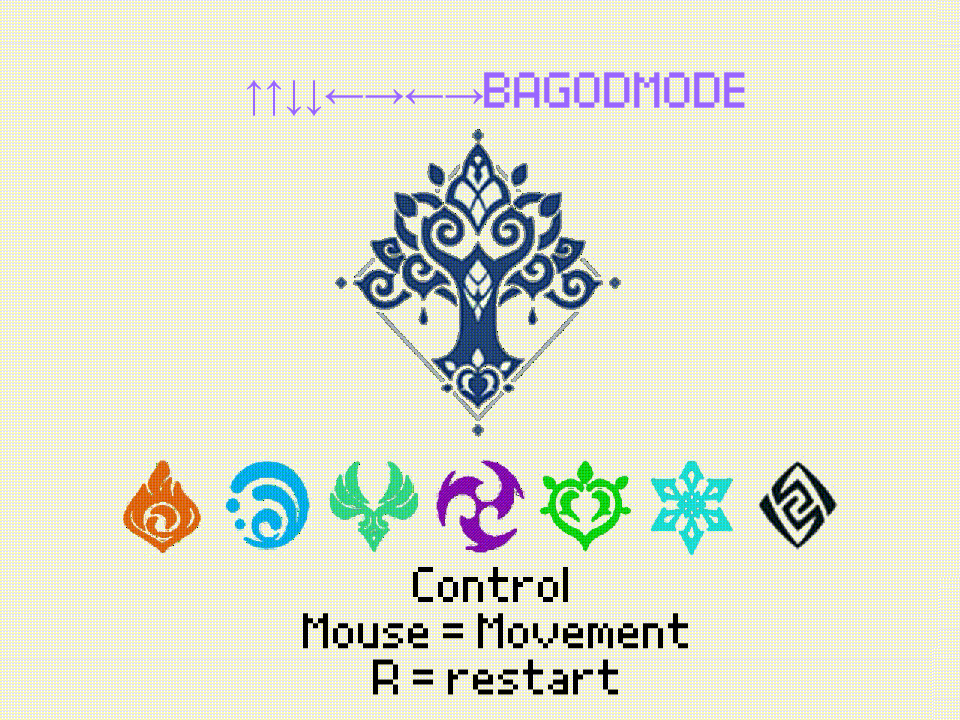 ↑↑↓↓←→←→BAGODMODE
Control
Mouse = Movement
R = restart